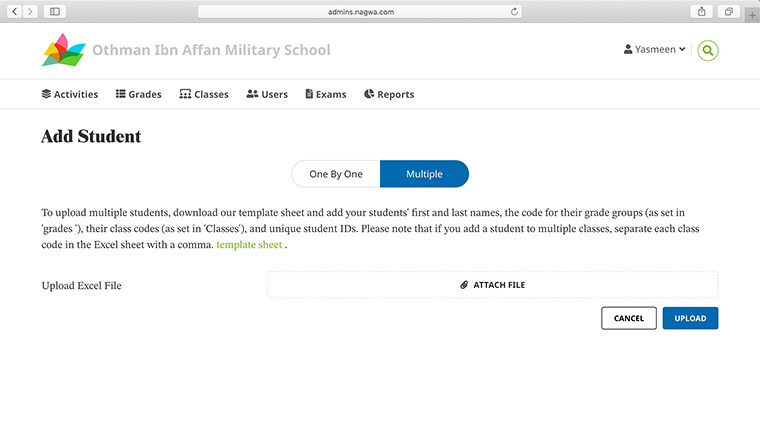 admins.nagwa.com
Othman Ibn Affan Military School
Yasmeen
Activities Grades Classes Users Exams Reports
Add Student
One By One Multiple
To upload multiple students, download our template sheet and add your students' first and last names, the code for their grade groups (as set in
'grades '), their class codes (as set in 'Classes'), and unique student IDs. Please note that if you add a student to multiple classes, separate each class
code in the Excel sheet with a comma. template sheet .
Upload Excel File ATTACH FILE
CANCEL UPLOAD